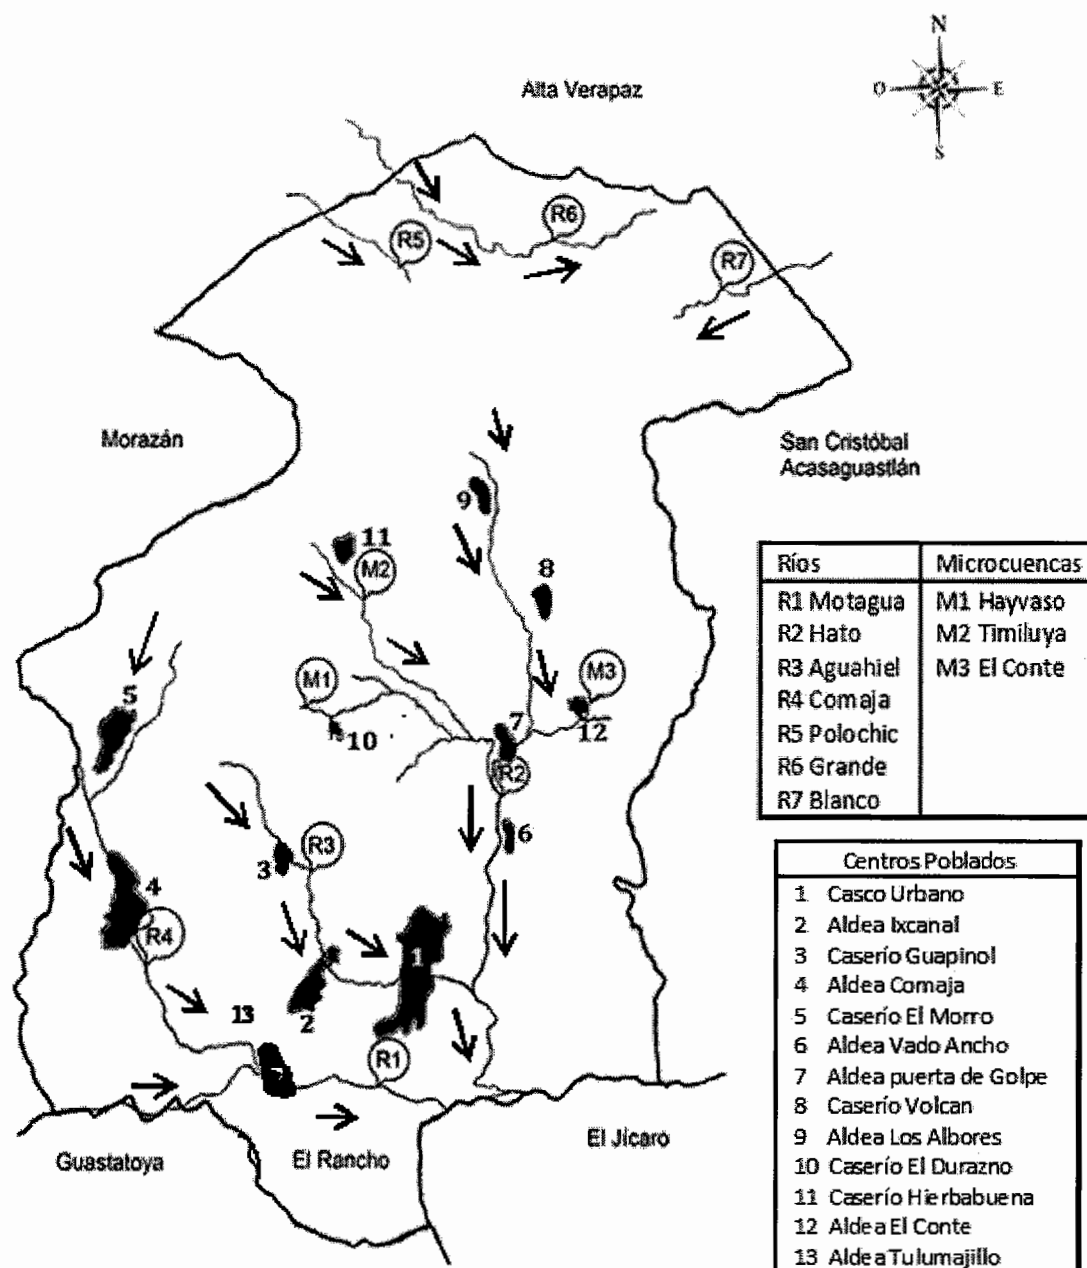 N
Alta Verapaz
O
E
S
R6
R5
R7
Morazán
San Cristóbal
Acasaguastlán
9
11
M2
8
Ríos
Microcuencas
R1 Motagua
M1 Hayvaso
R2 Hato
M2 Timiluya
R3 Aguahiel
M3 El Conte
R4 Comaja
R5 Polochic
R6 Grande
R7 Blanco
5
M1
M3
10
7
12
R2
6
3
R3
4
R4
1
2
13
R1
Guastatoya
El Rancho
El Jícaro
Centros Poblados
1 Casco Urbano
2 Aldea Ixcanal
3 Caserío Guapinol
4 Aldea Comaja
5 Caserío El Morro
6 Aldea Vado Ancho
7 Aldea puerta de Golpe
8 Caserío Volcan
9 Aldea Los Albores
10 Caserío El Durazno
11 Caserío Hierbabuena
12 Aldea El Conte
13 Aldea Tulumajillo